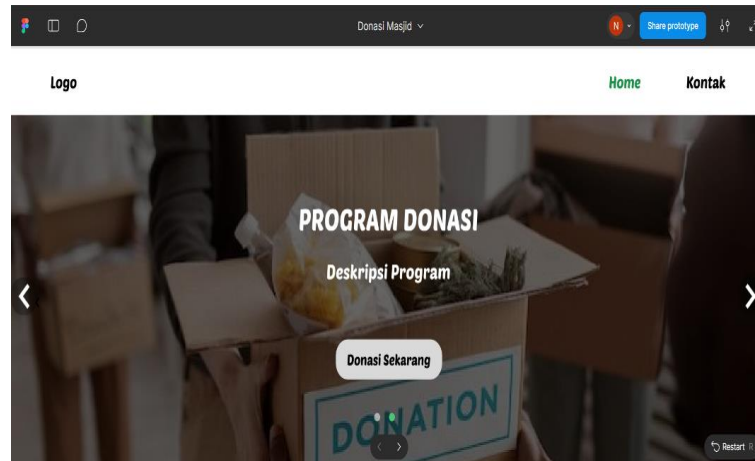 Donasi Masjid
N
Share prototype
Logo
Home
Kontak
PROGRAM DONASI
Deskripsi Program
Donasi Sekarang
DONATION
Restart R